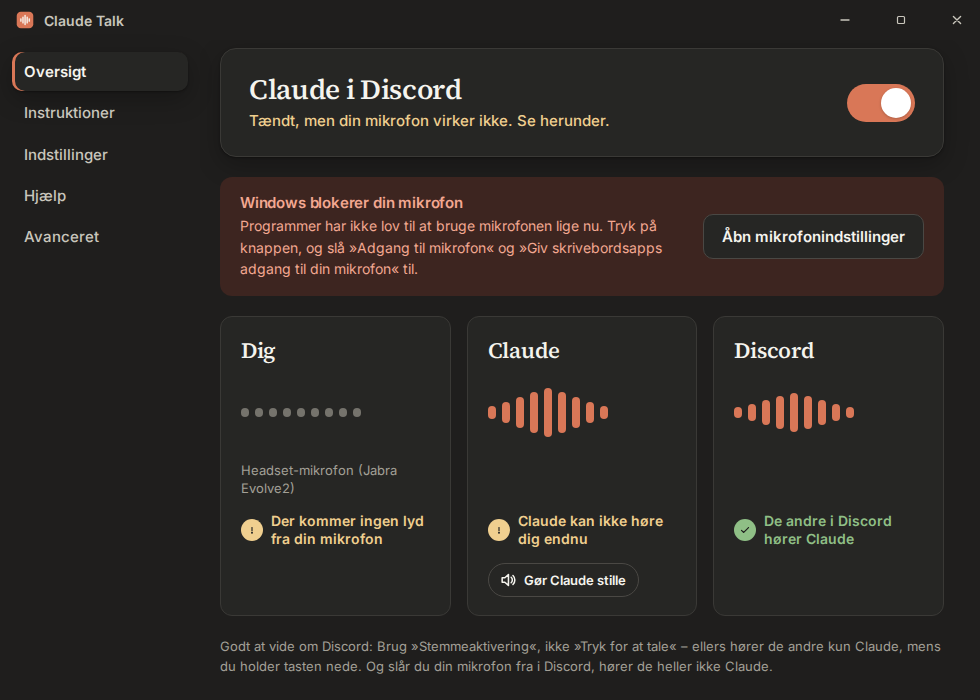 Claude Talk
Oversigt
Instruktioner
Indstillinger
Hjælp
Avanceret
Claude i Discord
Tændt, men din mikrofon virker ikke. Se herunder.
Windows blokerer din mikrofon
Programmer har ikke lov til at bruge mikrofonen lige nu. Tryk på
knappen, og slå »Adgang til mikrofon« og »Giv skrivebordsapps
adgang til din mikrofon« til.
Åbn mikrofonindstillinger
Dig
Headset-mikrofon (Jabra
Evolve2)
Der kommer ingen lyd
fra din mikrofon
Claude
Claude kan ikke høre
dig endnu
Gør Claude stille
Discord
De andre i Discord
hører Claude
Godt at vide om Discord: Brug »Stemmeaktivering«, ikke »Tryk for at tale« – ellers hører de andre kun Claude, mens
du holder tasten nede. Og slår du din mikrofon fra i Discord, hører de heller ikke Claude.